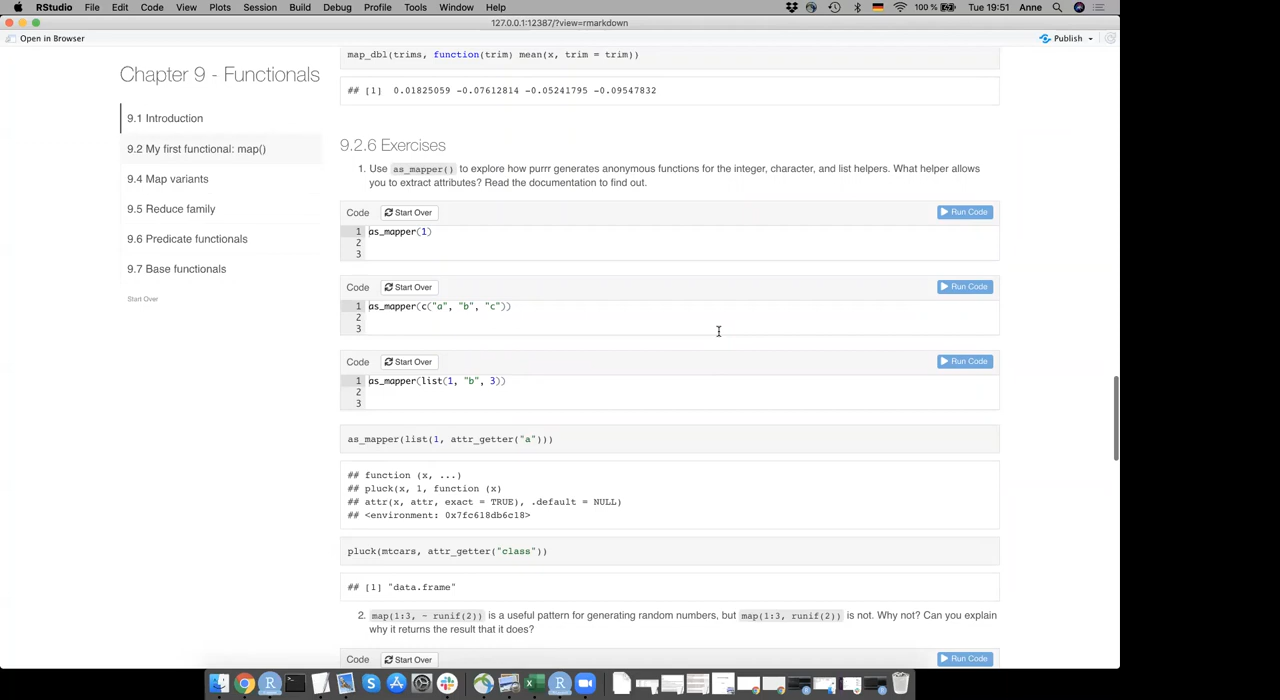 RStudio File Edit Code View Plots Session Build Debug Profile Tools Window Help 100 % Tue 19:51 Anne
127.0.0.1:12387/?view=rmarkdown
Open in Browser Publish
Chapter 9 - Functionals
9.1 Introduction
9.2 My first functional: map()
9.4 Map variants
9.5 Reduce family
9.6 Predicate functionals
9.7 Base functionals
Start Over
map_dbl(trims, function(trim) mean(x, trim = trim))
## [1]  0.01825059 -0.07612814 -0.05241795 -0.09547832
9.2.6 Exercises
1. Use as_mapper() to explore how purrr generates anonymous functions for the integer, character, and list helpers. What helper allows
you to extract attributes? Read the documentation to find out.
Code Start Over Run Code
1 as_mapper(1)
2
3
Code Start Over Run Code
1 as_mapper(c("a", "b", "c"))
2
3
Code Start Over Run Code
1 as_mapper(list(1, "b", 3))
2
3
as_mapper(list(1, attr_getter("a")))
## function (x, ...)
## pluck(x, 1, function (x)
## attr(x, attr, exact = TRUE), .default = NULL)
## <environment: 0x7fc618db6c18>
pluck(mtcars, attr_getter("class"))
## [1] "data.frame"
2. map(1:3, ~ runif(2)) is a useful pattern for generating random numbers, but map(1:3, runif(2)) is not. Why not? Can you explain
why it returns the result that it does?
Code Start Over Run Code